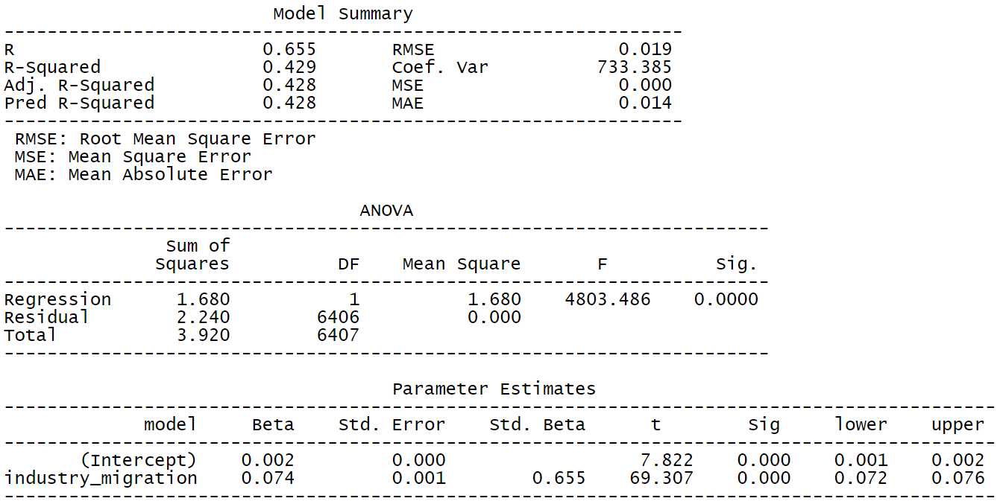 Model Summary
---------------------------------------------------------------
R 0.655 RMSE 0.019
R-Squared 0.429 Coef. Var 733.385
Adj. R-Squared 0.428 MSE 0.000
Pred R-Squared 0.428 MAE 0.014
---------------------------------------------------------------
RMSE: Root Mean Square Error
MSE: Mean Square Error
MAE: Mean Absolute Error
ANOVA
-----------------------------------------------------------------------
Sum of
Squares DF Mean Square F Sig.
-----------------------------------------------------------------------
Regression 1.680 1 1.680 4803.486 0.0000
Residual 2.240 6406 0.000
Total 3.920 6407
-----------------------------------------------------------------------
Parameter Estimates
--------------------------------------------------------------------------------------------
model Beta Std. Error Std. Beta t Sig lower upper
--------------------------------------------------------------------------------------------
(Intercept) 0.002 0.000 7.822 0.000 0.001 0.002
industry_migration 0.074 0.001 0.655 69.307 0.000 0.072 0.076
--------------------------------------------------------------------------------------------